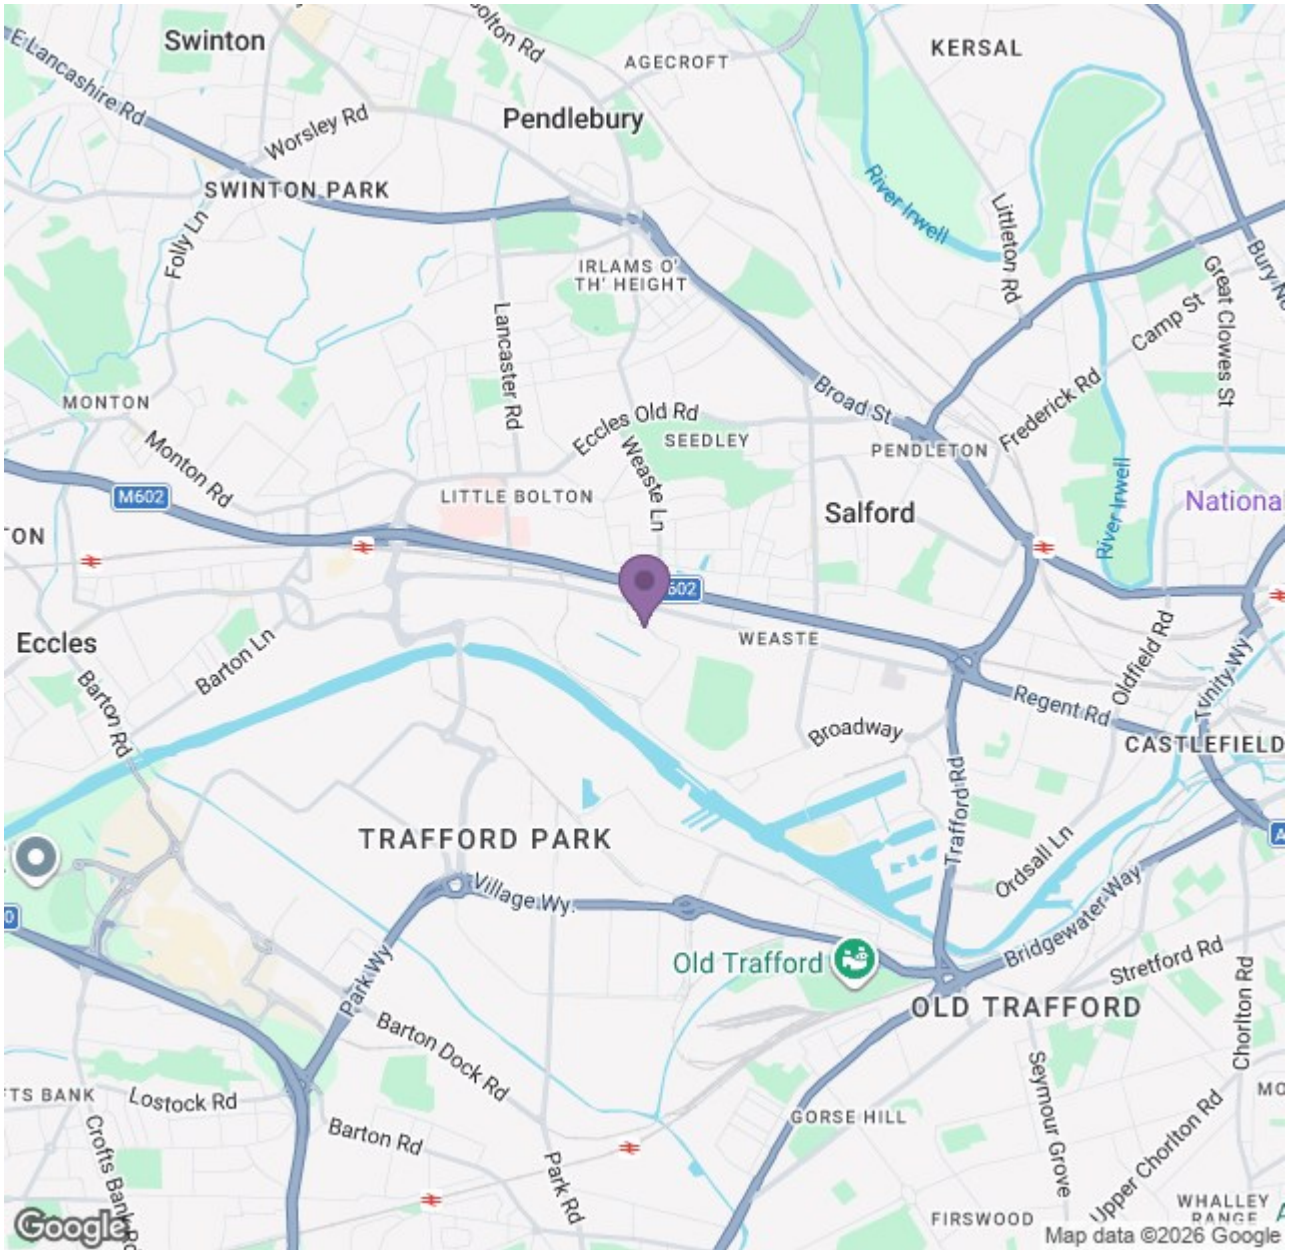 Swinton
Bolton Rd
AGECROFT
KERSAL
E Lancashire Rd
Pendlebury
Worsley Rd
SWINTON PARK
River Irwell
Littleton Rd
Folly Ln
IRLAMS O'
TH' HEIGHT
Great Clowes St
Bury Ne
Camp St
Lancaster Rd
Broad St
Frederick Rd
MONTON
Eccles Old Rd
SEEDLEY
PENDLETON
Monton Rd
Weaste Ln
M602
LITTLE BOLTON
Salford
River Irwell
National
TON
602
Eccles
Barton Ln
WEASTE
Oldfield Rd
Trinity Wy
Barton Rd
Regent Rd
Broadway
CASTLEFIELD
Trafford Rd
TRAFFORD PARK
A
Ordsall Ln
Village Wy.
0
Bridgewater Way
Old Trafford
Stretford Rd
Park Wy
OLD TRAFFORD
Chorlton Rd
Barton Dock Rd
FTS BANK
Lostock Rd
Seymour Grove
MO
GORSE HILL
Barton Rd
Crofts Bank Rd
Park Rd
Upper Chorlton Rd
WHALLEY
RANGE
FIRSWOOD
Google
Map data ©2026 Google